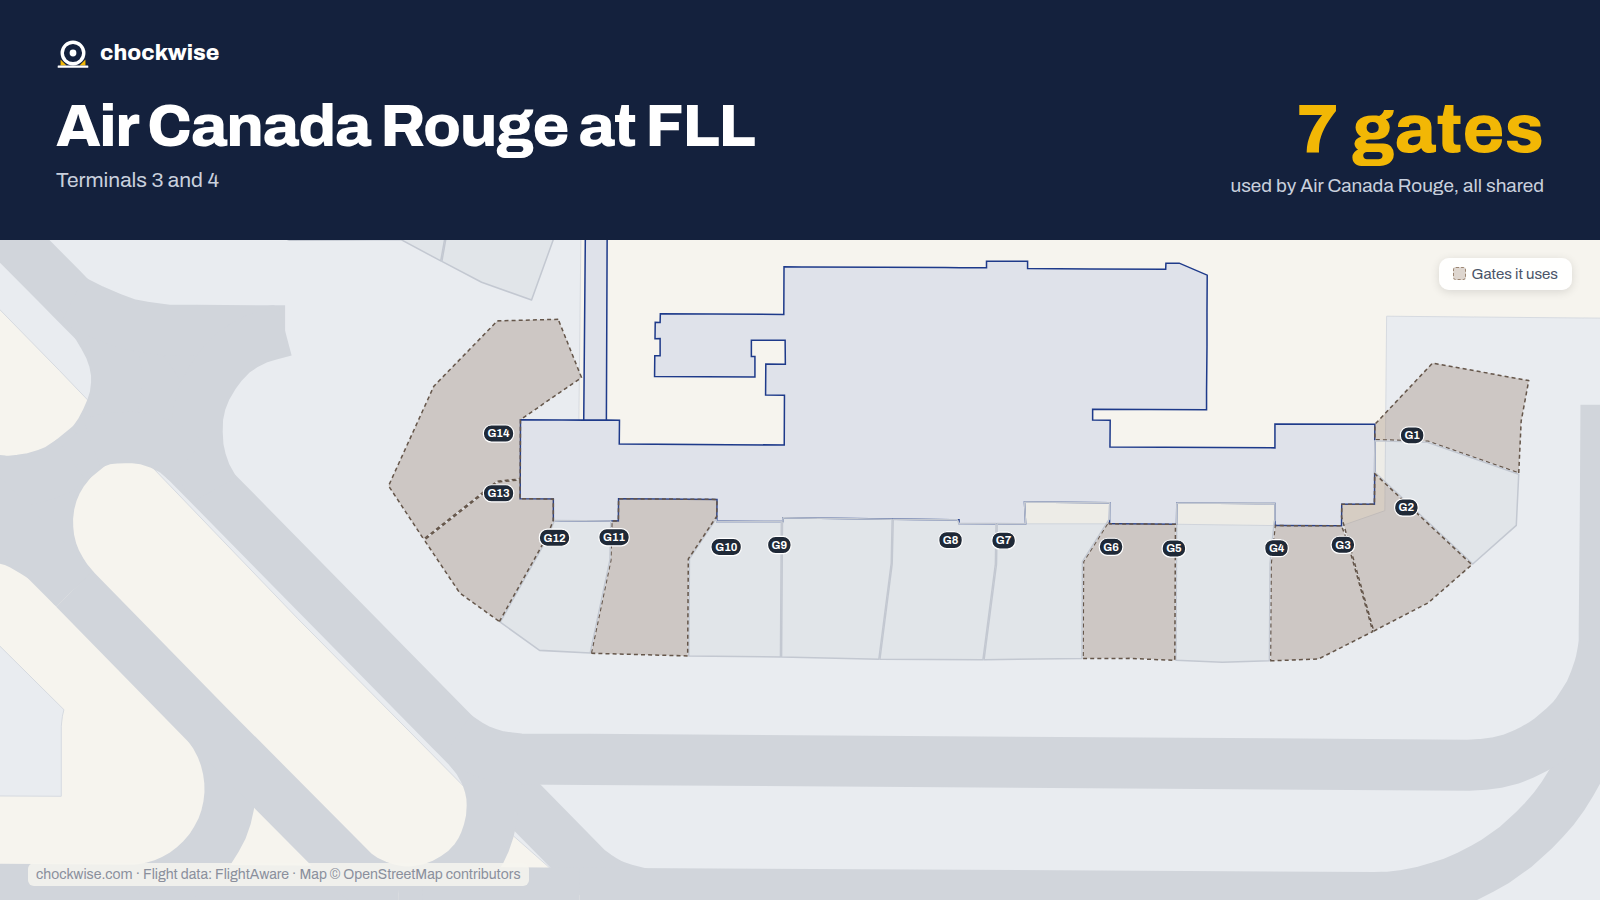 chockwise
Air Canada Rouge at FLL
Terminals 3 and 4
7 gates
used by Air Canada Rouge, all shared
Gates it uses
G14
G13
G12
G11
G10
G9
G8
G7
G6
G5
G4
G3
G2
G1
chockwise.com · Flight data: FlightAware · Map © OpenStreetMap contributors